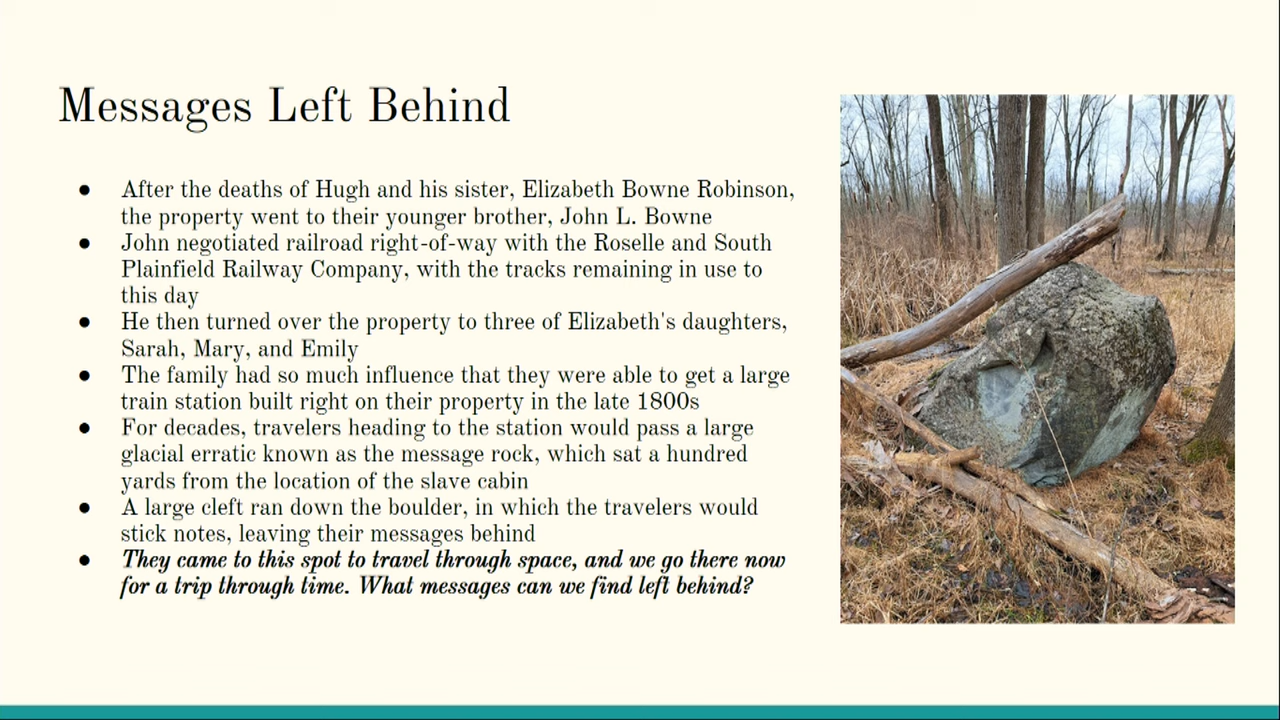 Messages Left Behind
● After the deaths of Hugh and his sister, Elizabeth Bowne Robinson,
the property went to their younger brother, John L. Bowne
● John negotiated railroad right-of-way with the Roselle and South
Plainfield Railway Company, with the tracks remaining in use to
this day
● He then turned over the property to three of Elizabeth's daughters,
Sarah, Mary, and Emily
● The family had so much influence that they were able to get a large
train station built right on their property in the late 1800s
● For decades, travelers heading to the station would pass a large
glacial erratic known as the message rock, which sat a hundred
yards from the location of the slave cabin
● A large cleft ran down the boulder, in which the travelers would
stick notes, leaving their messages behind
● They came to this spot to travel through space, and we go there now
for a trip through time. What messages can we find left behind?